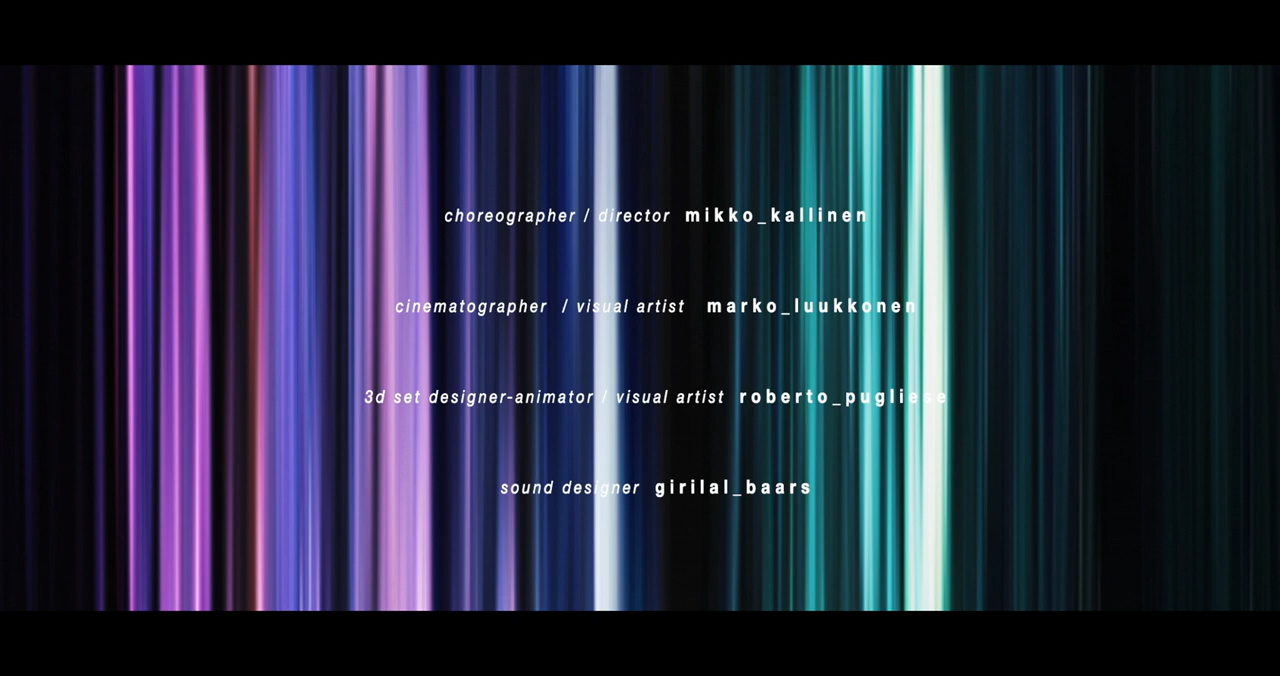 choreographer / director mikko_kallinen
cinematographer / visual artist marko_luukkonen
3d set designer-animator / visual artist roberto_pugliese
sound designer girilal_baars